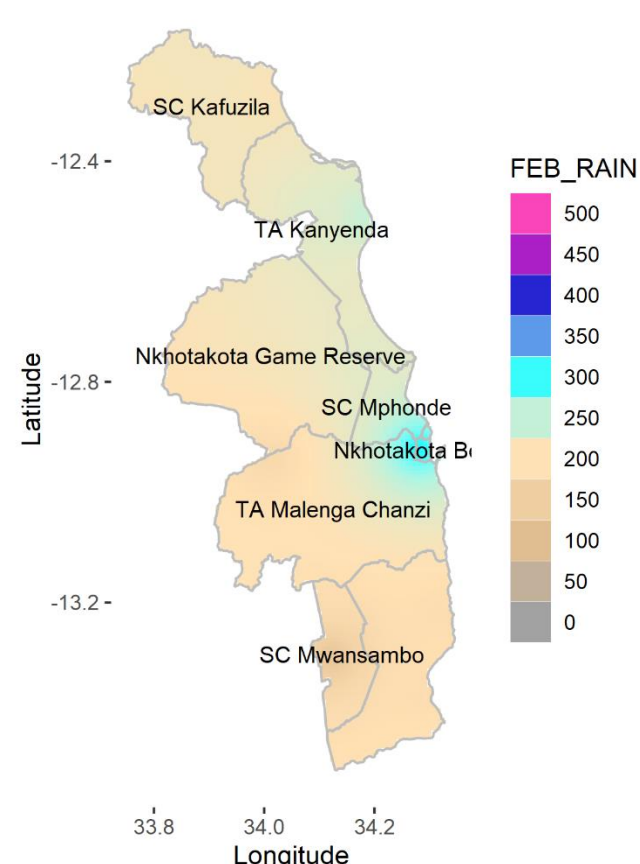 SC Kafuzila
TA Kanyenda
Nkhotakota Game Reserve
SC Mphonde
Nkhotakota Bo
TA Malenga Chanzi
SC Mwansambo
-12.4
-12.8
-13.2
Latitude
33.8 34.0 34.2
Longitude
FEB_RAIN
500
450
400
350
300
250
200
150
100
50
0